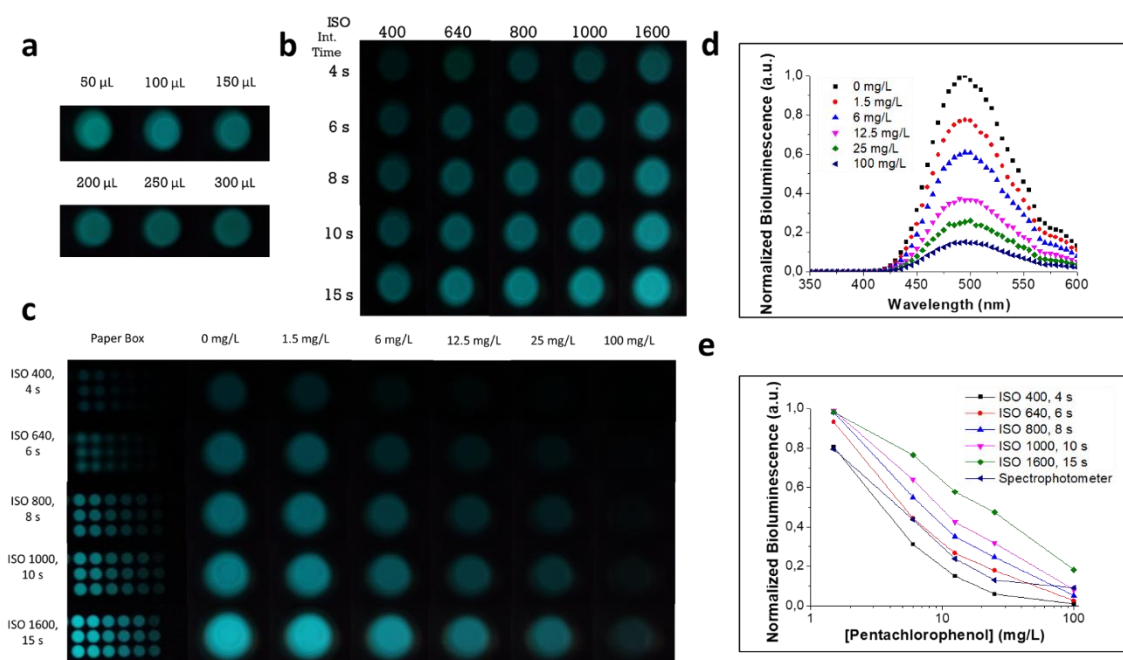 a
50 µL 100 µL 150 µL
200 µL 250 µL 300 µL
b
ISO
Int.
Time
400 640 800 1000 1600
4 s
6 s
8 s
10 s
15 s
c
Paper Box 0 mg/L 1.5 mg/L 6 mg/L 12.5 mg/L 25 mg/L 100 mg/L
ISO 400,
4 s
ISO 640,
6 s
ISO 800,
8 s
ISO 1000,
10 s
ISO 1600,
15 s
d
Normalized Bioluminescence (a.u.)
1,0
0,8
0,6
0,4
0,2
0,0
0 mg/L
1.5 mg/L
6 mg/L
12.5 mg/L
25 mg/L
100 mg/L
350 400 450 500 550 600
Wavelength (nm)
e
Normalized Bioluminescence (a.u.)
1,0
0,8
0,6
0,4
0,2
0,0
ISO 400, 4 s
ISO 640, 6 s
ISO 800, 8 s
ISO 1000, 10 s
ISO 1600, 15 s
Spectrophotometer
1 10 100
[Pentachlorophenol] (mg/L)